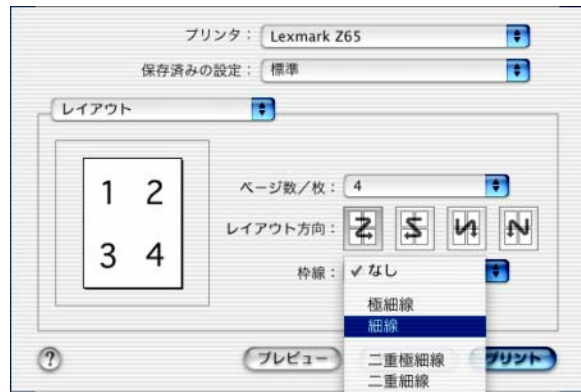 プリンタ： Lexmark Z65
保存済みの設定： 標準
レイアウト
1 2
3 4
ページ数／枚： 4
レイアウト方向：
枠線： ✓ なし
極細線
細線
二重極細線
二重細線
? プレビュー プリント